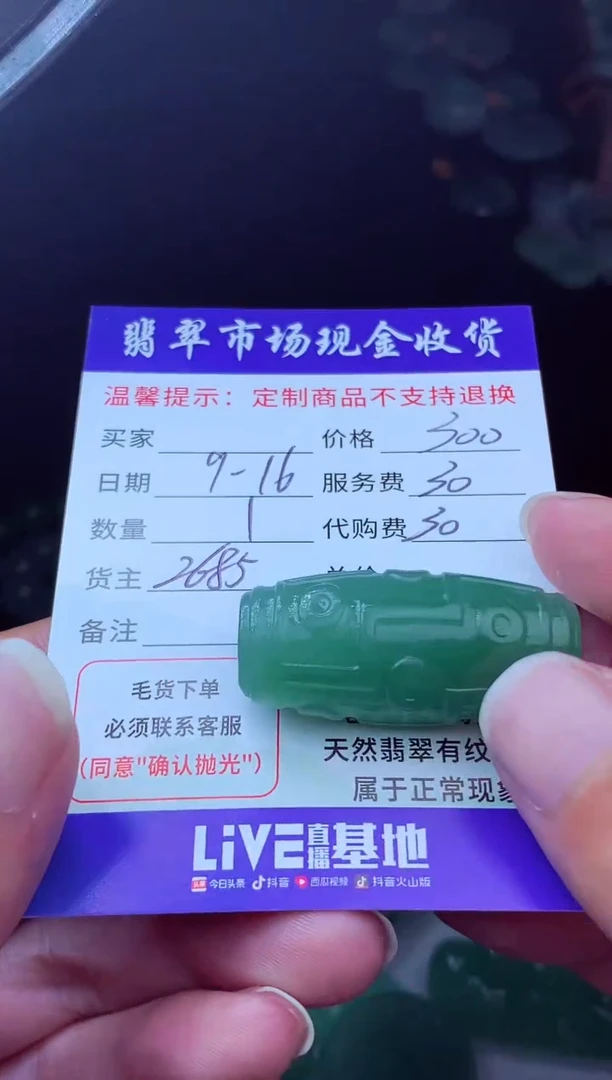 翡翠市场现金收货
温馨提示：定制商品不支持退换
买家 价格 300
日期 9-16 服务费 30
数量 1 代购费 30
货主 2685
备注
毛货下单
必须联系客服
(同意"确认抛光")
天然翡翠有纹
属于正常现象
LiVE直播基地
头条 今日头条 抖音 西瓜视频 抖音火山版